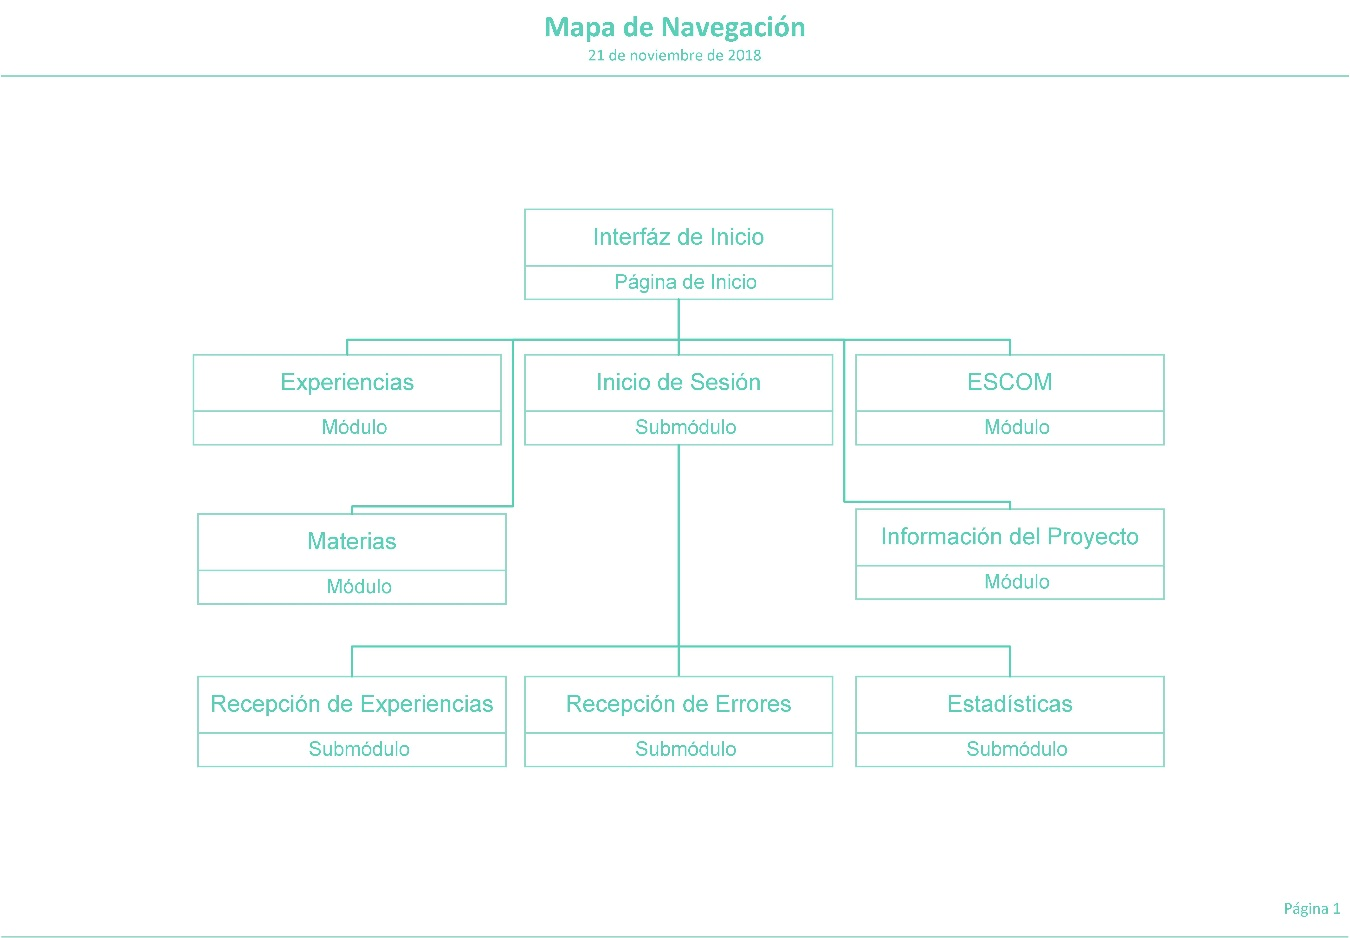 Mapa de Navegación
21 de noviembre de 2018
Interfáz de Inicio
Página de Inicio
Experiencias
Módulo
Inicio de Sesión
Submódulo
ESCOM
Módulo
Materias
Módulo
Información del Proyecto
Módulo
Recepción de Experiencias
Submódulo
Recepción de Errores
Submódulo
Estadísticas
Submódulo
Página 1